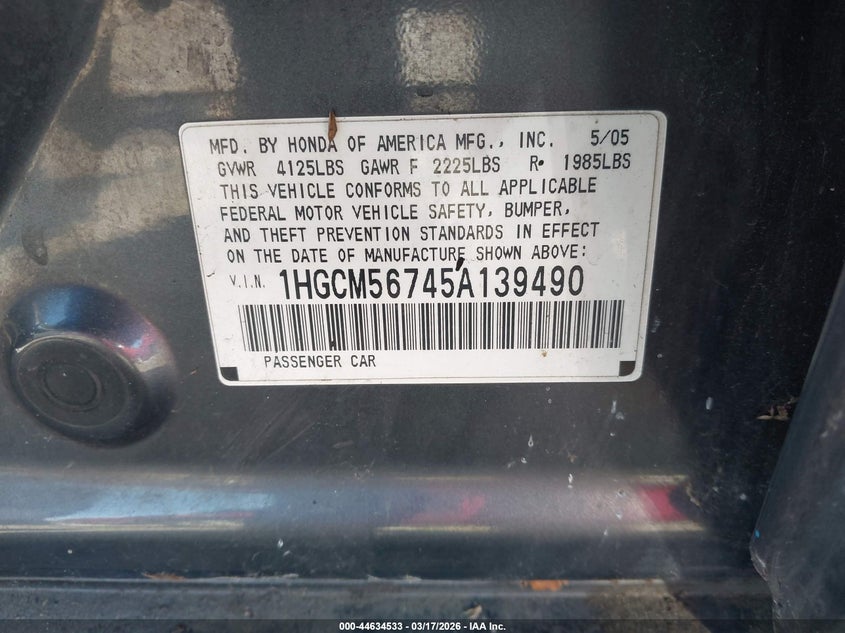 MFD. BY HONDA OF AMERICA MFG., INC. 5/05
GVWR 4125LBS GAWR F 2225LBS R• 1985LBS
THIS VEHICLE CONFORMS TO ALL APPLICABLE
FEDERAL MOTOR VEHICLE SAFETY, BUMPER,
AND THEFT PREVENTION STANDARDS IN EFFECT
ON THE DATE OF MANUFACTURE SHOWN ABOVE:
V.I.N. 1HGCM56745A139490
PASSENGER CAR
000-44634533 — 03/17/2026 — IAA Inc.